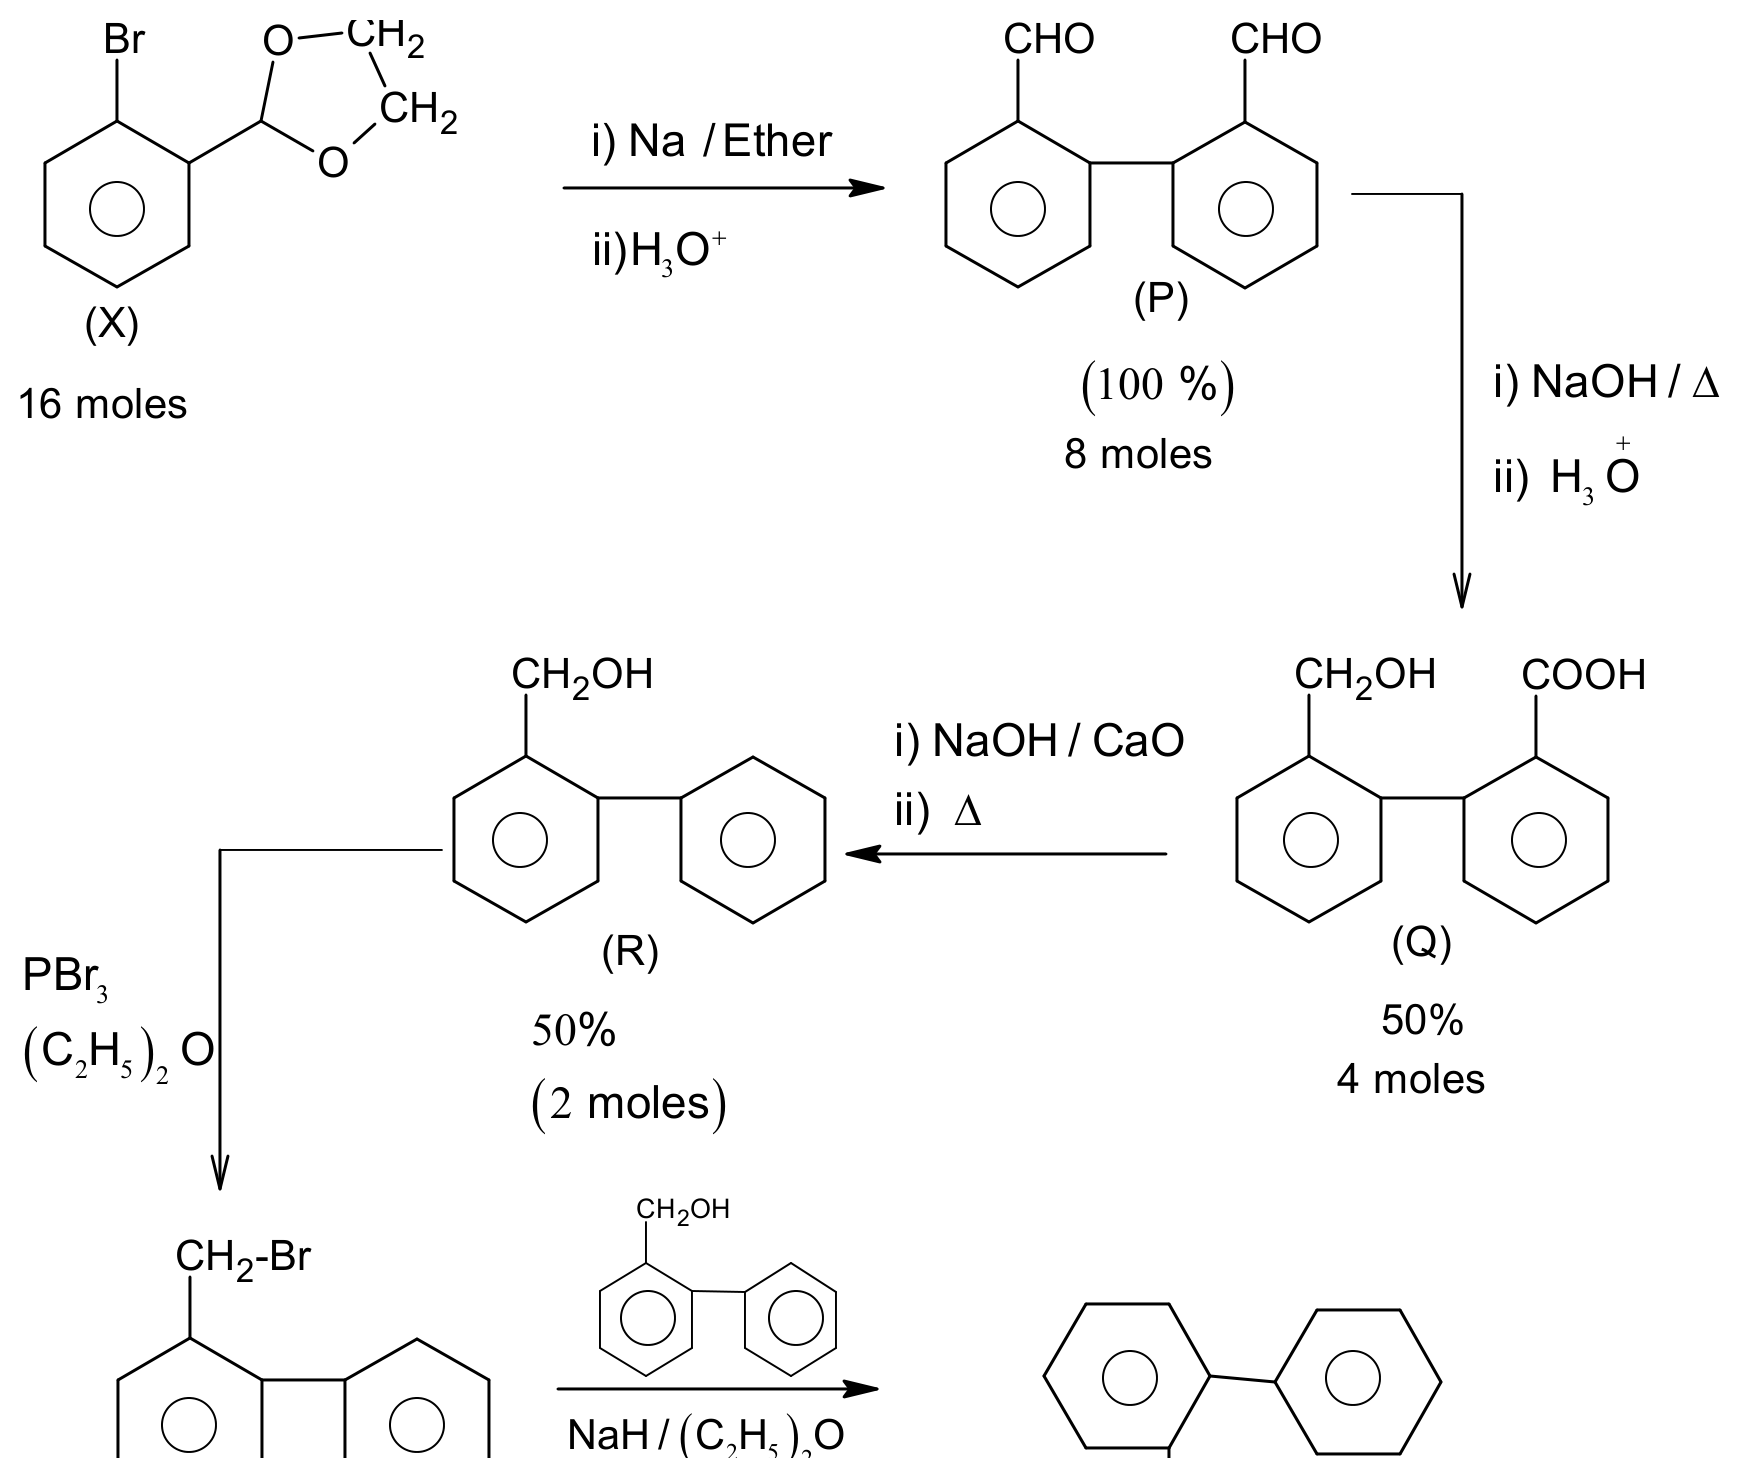 Br
O
CH2
CH2
O
(X)
16 moles
i) Na / Ether
ii)H3O+
CHO
CHO
(P)
(100 %)
8 moles
i) NaOH / Δ
ii) H3O+
CH2OH
COOH
(Q)
50%
4 moles
i) NaOH / CaO
ii) Δ
CH2OH
(R)
50%
(2 moles)
PBr3
(C2H5)2 O
CH2-Br
CH2OH
NaH / (C2H5)2O